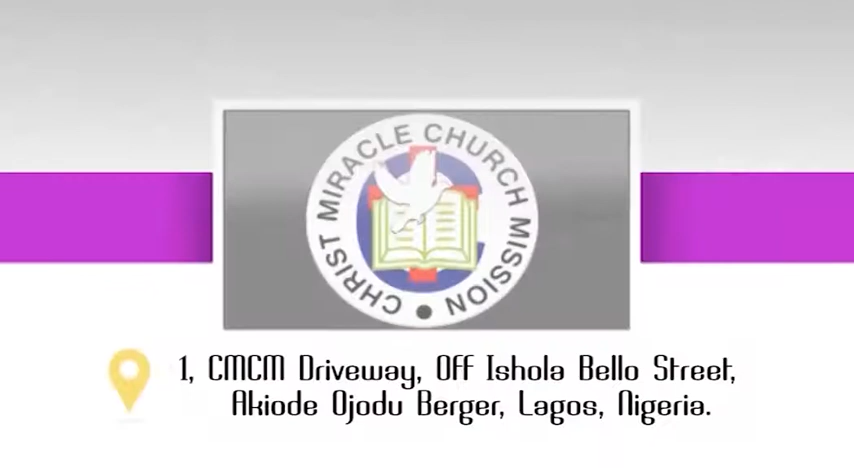 CHRIST MIRACLE CHURCH MISSION
1, CMCM Driveway, Off Ishola Bello Street,
Akiode Ojodu Berger, Lagos, Nigeria.